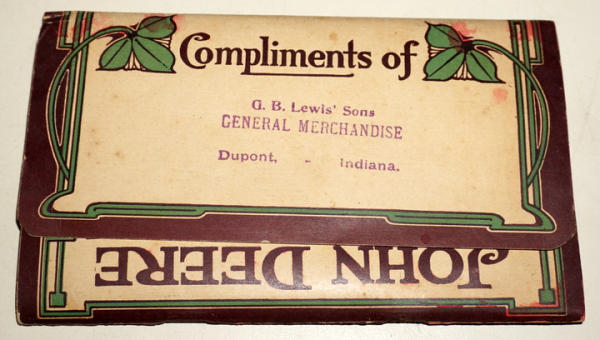 Compliments of
G. B. Lewis' Sons
GENERAL MERCHANDISE
Dupont, - Indiana.
JOHN DEERE